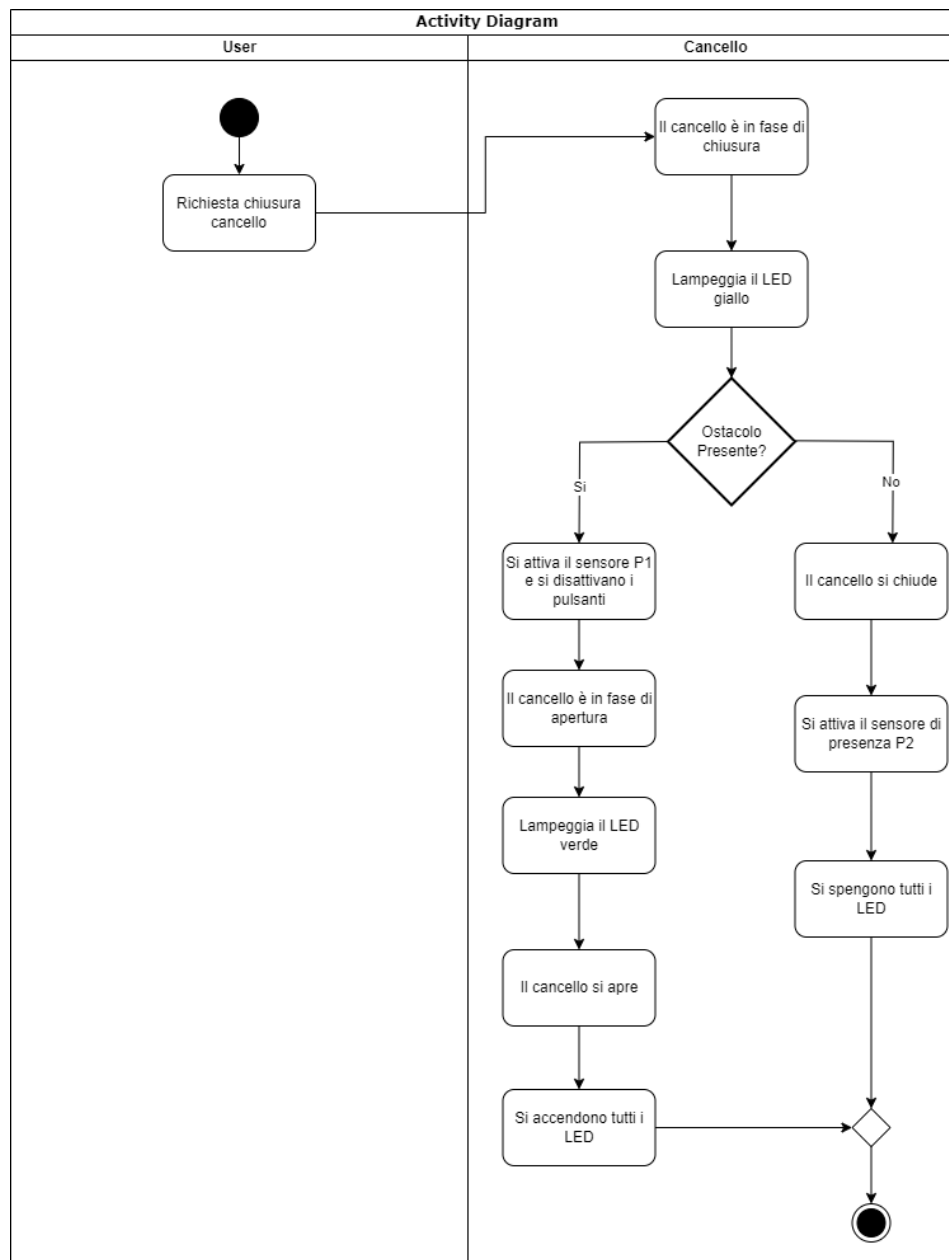 Activity Diagram
User
Cancello
Richiesta chiusura
cancello
Il cancello è in fase di
chiusura
Lampeggia il LED
giallo
Ostacolo
Presente?
Si
No
Si attiva il sensore P1
e si disattivano i
pulsanti
Il cancello si chiude
Il cancello è in fase di
apertura
Si attiva il sensore di
presenza P2
Lampeggia il LED
verde
Si spengono tutti i
LED
Il cancello si apre
Si accendono tutti i
LED